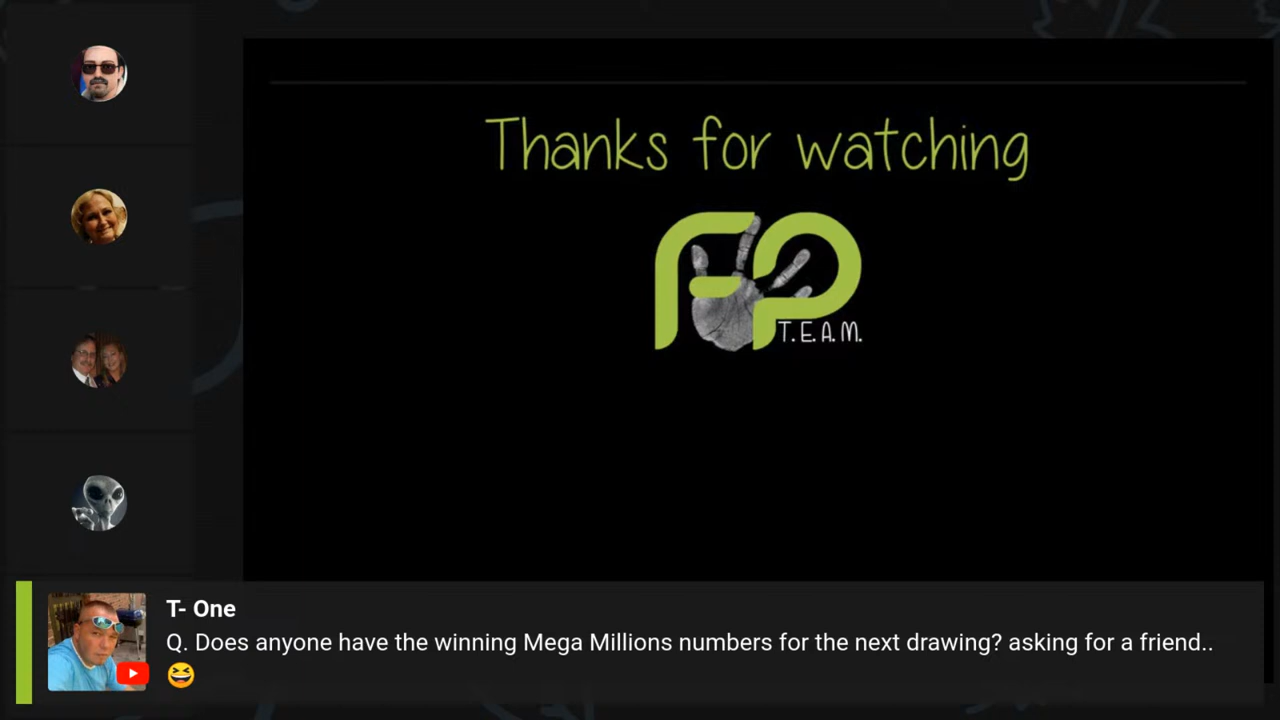 Thanks for watching
FP
T.E.A.M.
T- One
Q. Does anyone have the winning Mega Millions numbers for the next drawing? asking for a friend..
😆